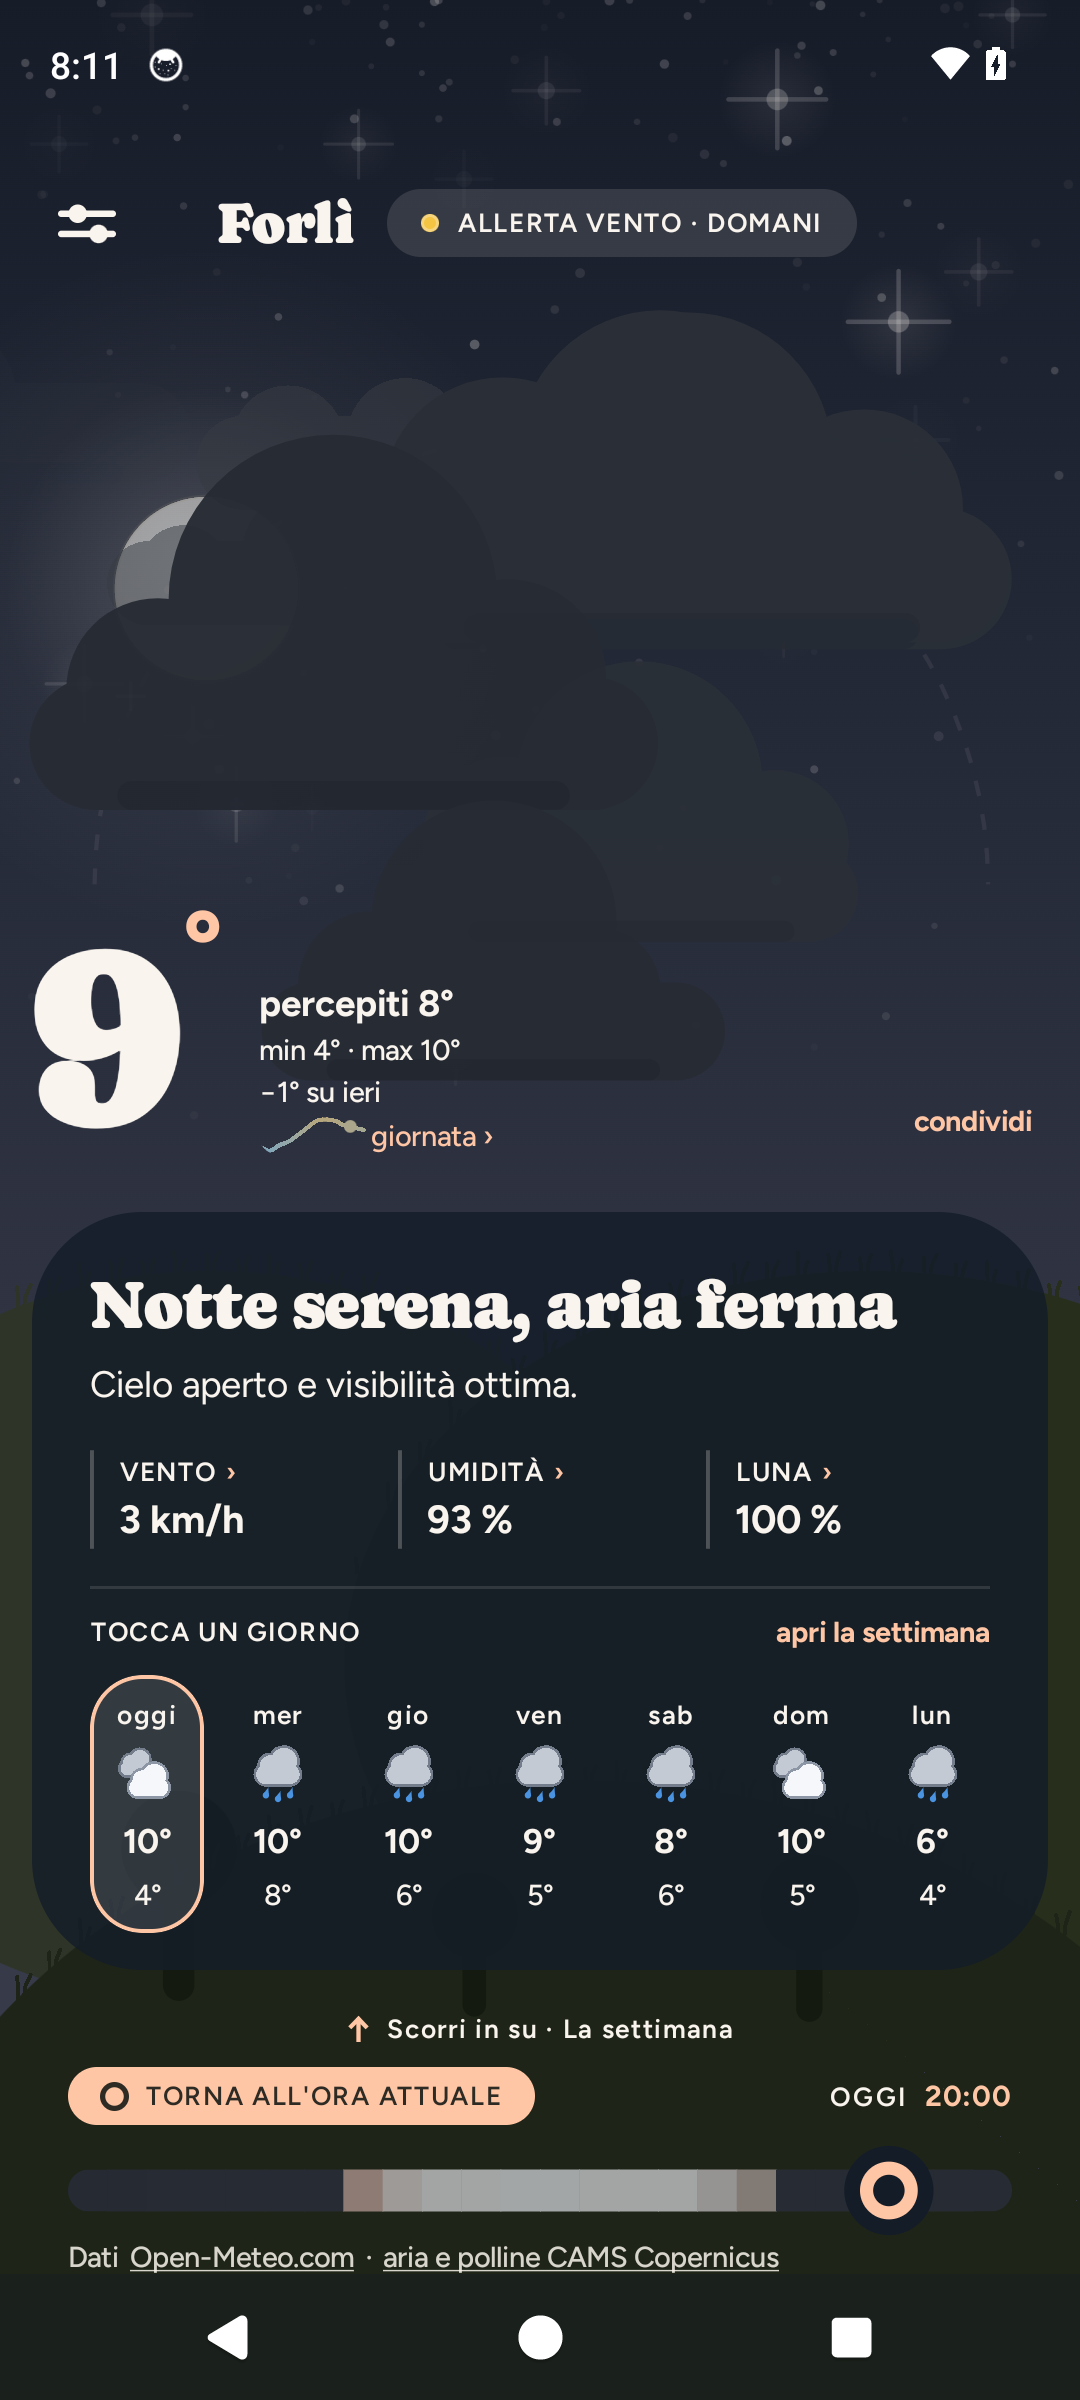 8:11
Forlì
ALLERTA VENTO · DOMANI
9°
percepiti 8°
min 4° · max 10°
−1° su ieri
giornata ›
condividi
Notte serena, aria ferma
Cielo aperto e visibilità ottima.
VENTO › UMIDITÀ › LUNA ›
3 km/h 93 % 100 %
TOCCA UN GIORNO apri la settimana
oggi mer gio ven sab dom lun
10° 10° 10° 9° 8° 10° 6°
4° 8° 6° 5° 6° 5° 4°
↑ Scorri in su · La settimana
TORNA ALL'ORA ATTUALE OGGI 20:00
Dati Open-Meteo.com · aria e polline CAMS Copernicus